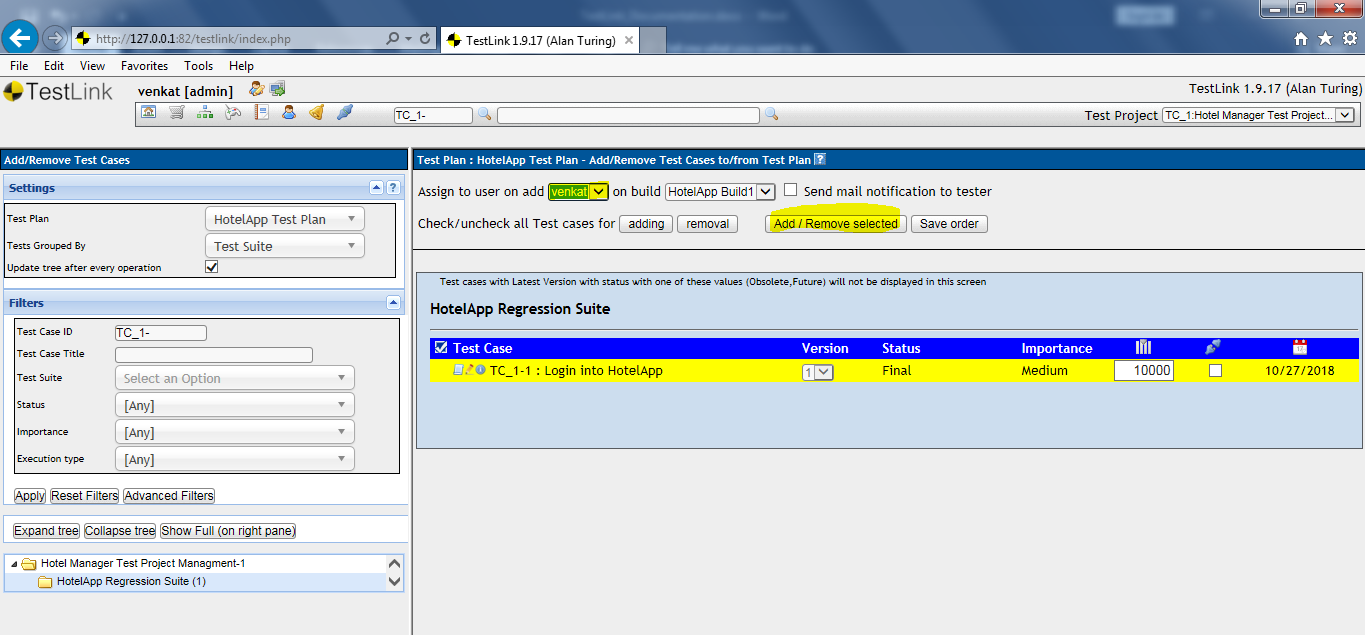 http://127.0.0.1:82/testlink/index.php
TestLink 1.9.17 (Alan Turing)
File Edit View Favorites Tools Help
TestLink
venkat [admin]
TestLink 1.9.17 (Alan Turing)
TC_1-
Test Project TC_1:Hotel Manager Test Project...
Add/Remove Test Cases
Settings
?
Test Plan HotelApp Test Plan
Tests Grouped By Test Suite
Update tree after every operation
Filters
Test Case ID TC_1-
Test Case Title
Test Suite Select an Option
Status [Any]
Importance [Any]
Execution type [Any]
Apply Reset Filters Advanced Filters
Expand tree Collapse tree Show Full (on right pane)
Hotel Manager Test Project Managment-1
HotelApp Regression Suite (1)
Test Plan : HotelApp Test Plan - Add/Remove Test Cases to/from Test Plan ?
Assign to user on add venkat on build HotelApp Build1 Send mail notification to tester
Check/uncheck all Test cases for adding removal Add / Remove selected Save order
Test cases with Latest Version with status with one of these values (Obsolete,Future) will not be displayed in this screen
HotelApp Regression Suite
Test Case Version Status Importance
TC_1-1 : Login into HotelApp 1 Final Medium 10000 10/27/2018